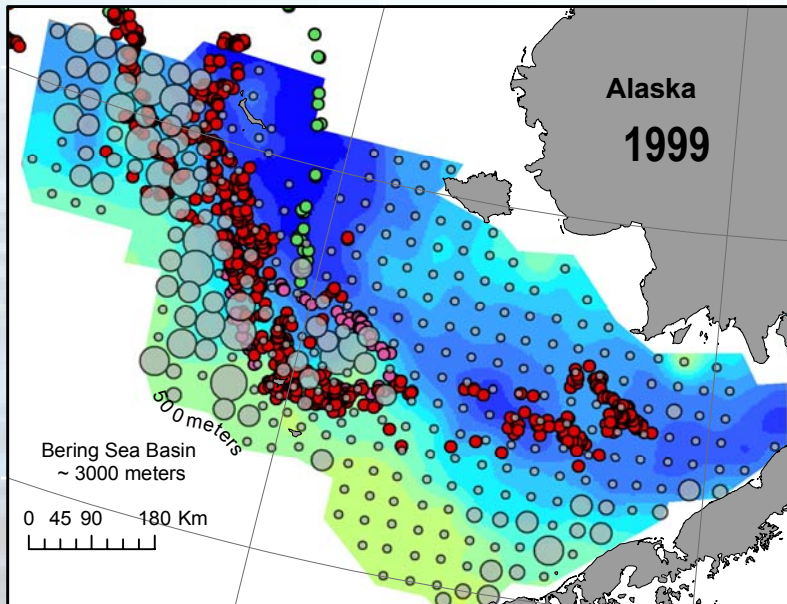 Alaska
1999
500 meters
Bering Sea Basin
~ 3000 meters
0 45 90 180 Km